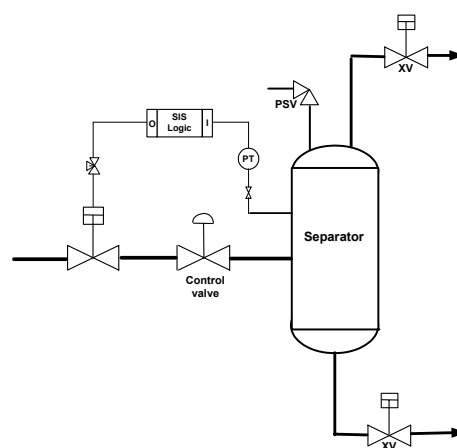 XV
PSV
O
SIS
Logic
I
PT
Separator
Control
valve
XV